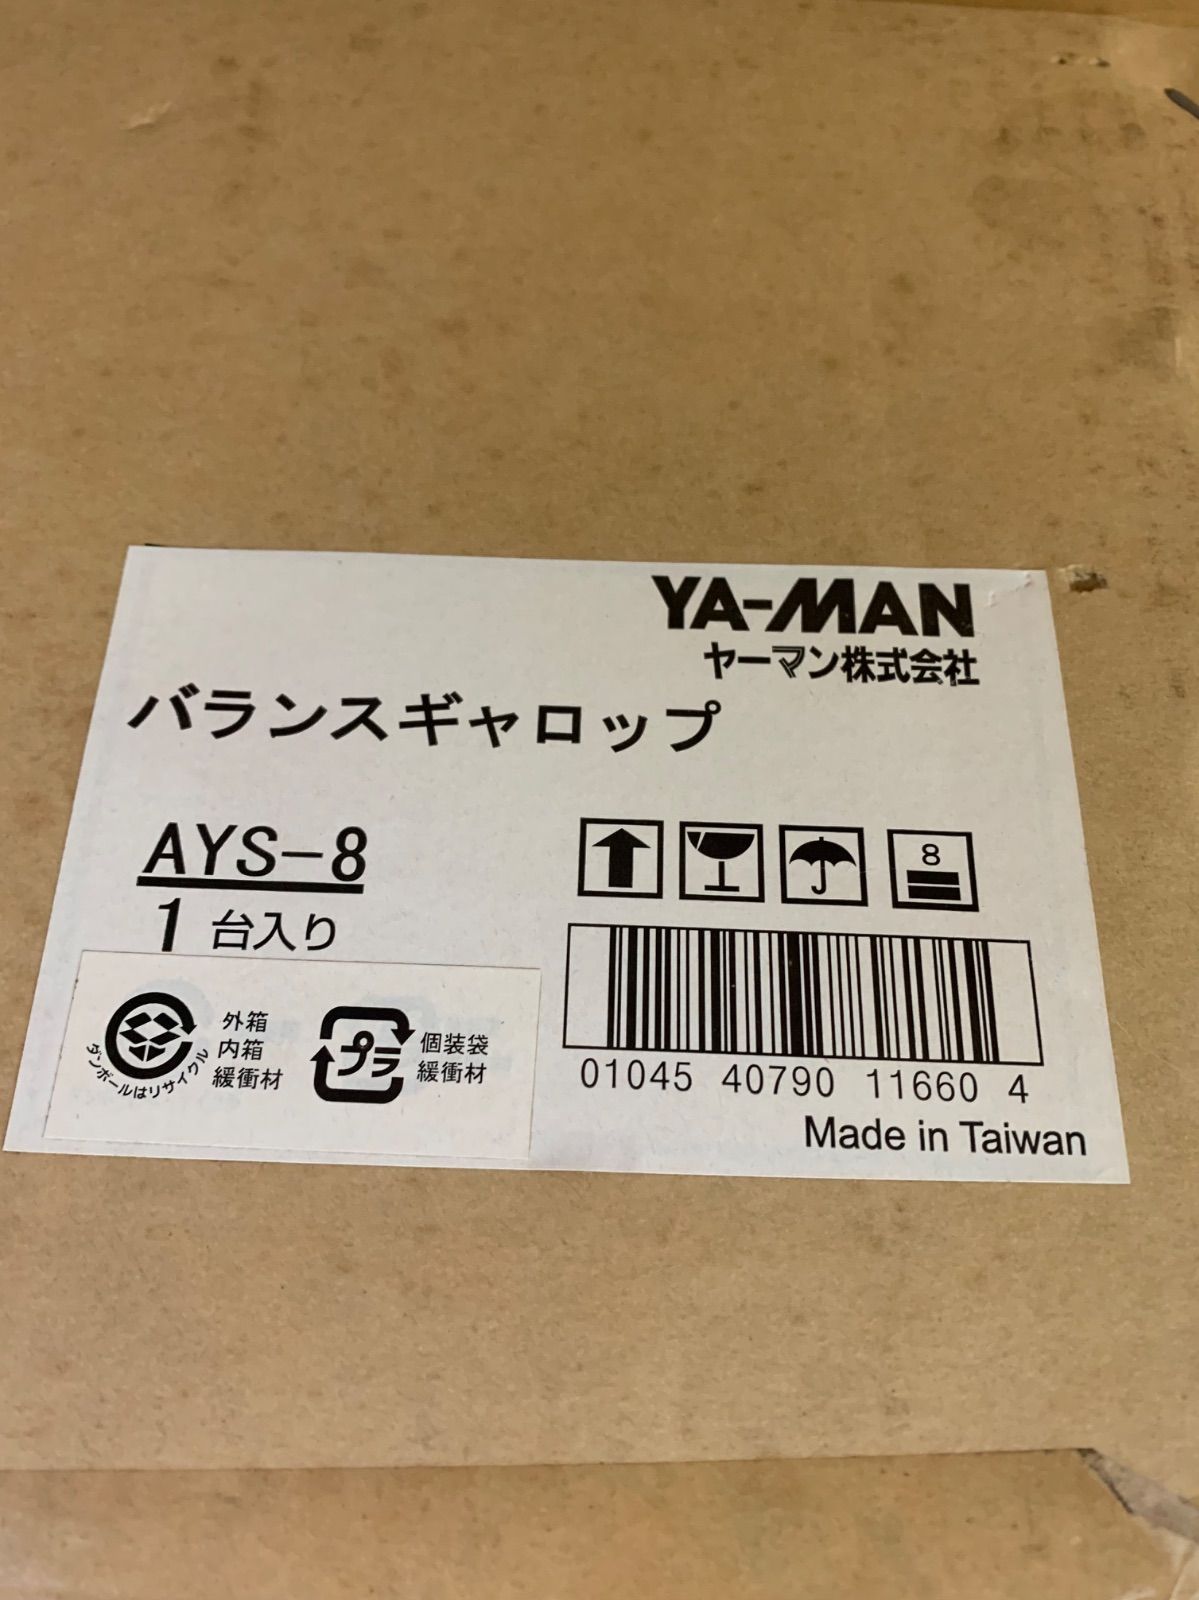 YA-MAN
ヤーマン株式会社
バランスギャロップ
AYS-8
1 台入り
8
ダンボールはリサイクル
外箱
内箱
緩衝材
プラ
個装袋
緩衝材
01045 40790 11660 4
Made in Taiwan